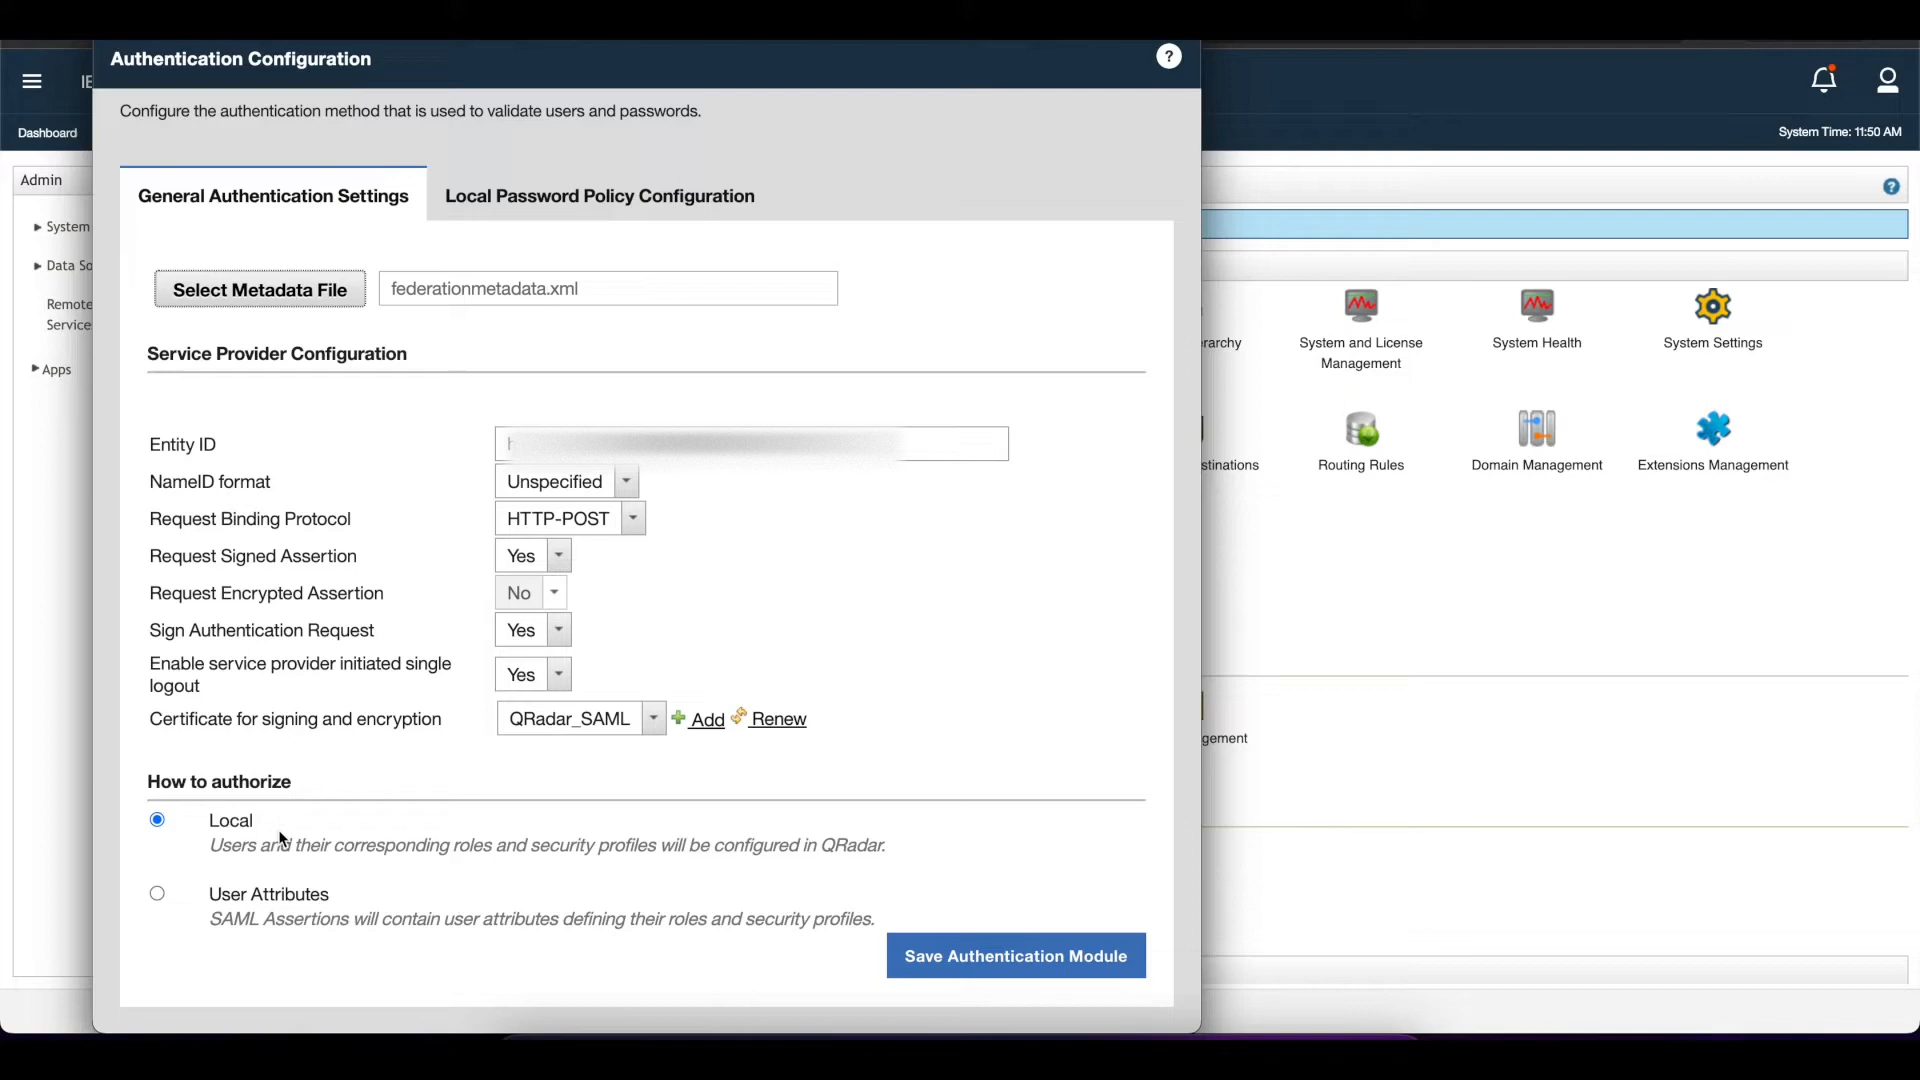 Authentication Configuration
?
Configure the authentication method that is used to validate users and passwords.
Dashboard
System Time: 11:50 AM
Admin
?
General Authentication Settings
Local Password Policy Configuration
System
Data So
Remote
Service
Apps
Select Metadata File
federationmetadata.xml
Service Provider Configuration
Entity ID
NameID format
Unspecified
Request Binding Protocol
HTTP-POST
Request Signed Assertion
Yes
Request Encrypted Assertion
No
Sign Authentication Request
Yes
Enable service provider initiated single
logout
Yes
Certificate for signing and encryption
QRadar_SAML
Add
Renew
How to authorize
Local
Users and their corresponding roles and security profiles will be configured in QRadar.
User Attributes
SAML Assertions will contain user attributes defining their roles and security profiles.
Save Authentication Module
rarchy
System and License
Management
System Health
System Settings
stinations
Routing Rules
Domain Management
Extensions Management
gement